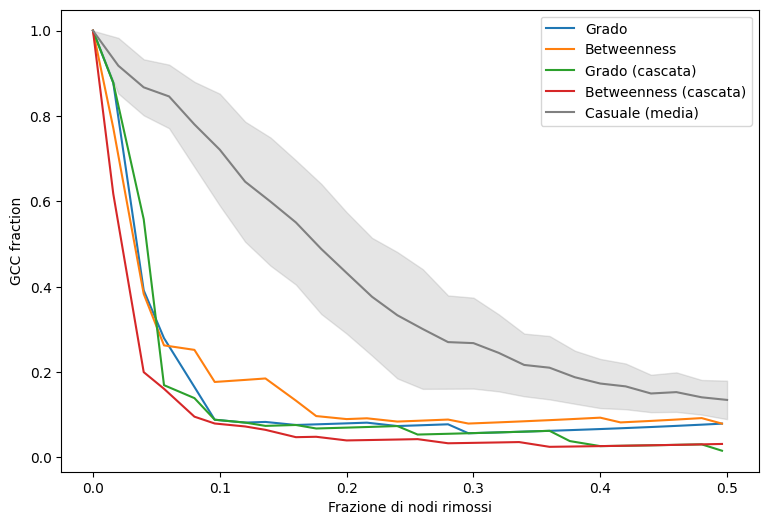 Grado
Betweenness
Grado (cascata)
Betweenness (cascata)
Casuale (media)
GCC fraction
1.0
0.8
0.6
0.4
0.2
0.0
0.0 0.1 0.2 0.3 0.4 0.5
Frazione di nodi rimossi